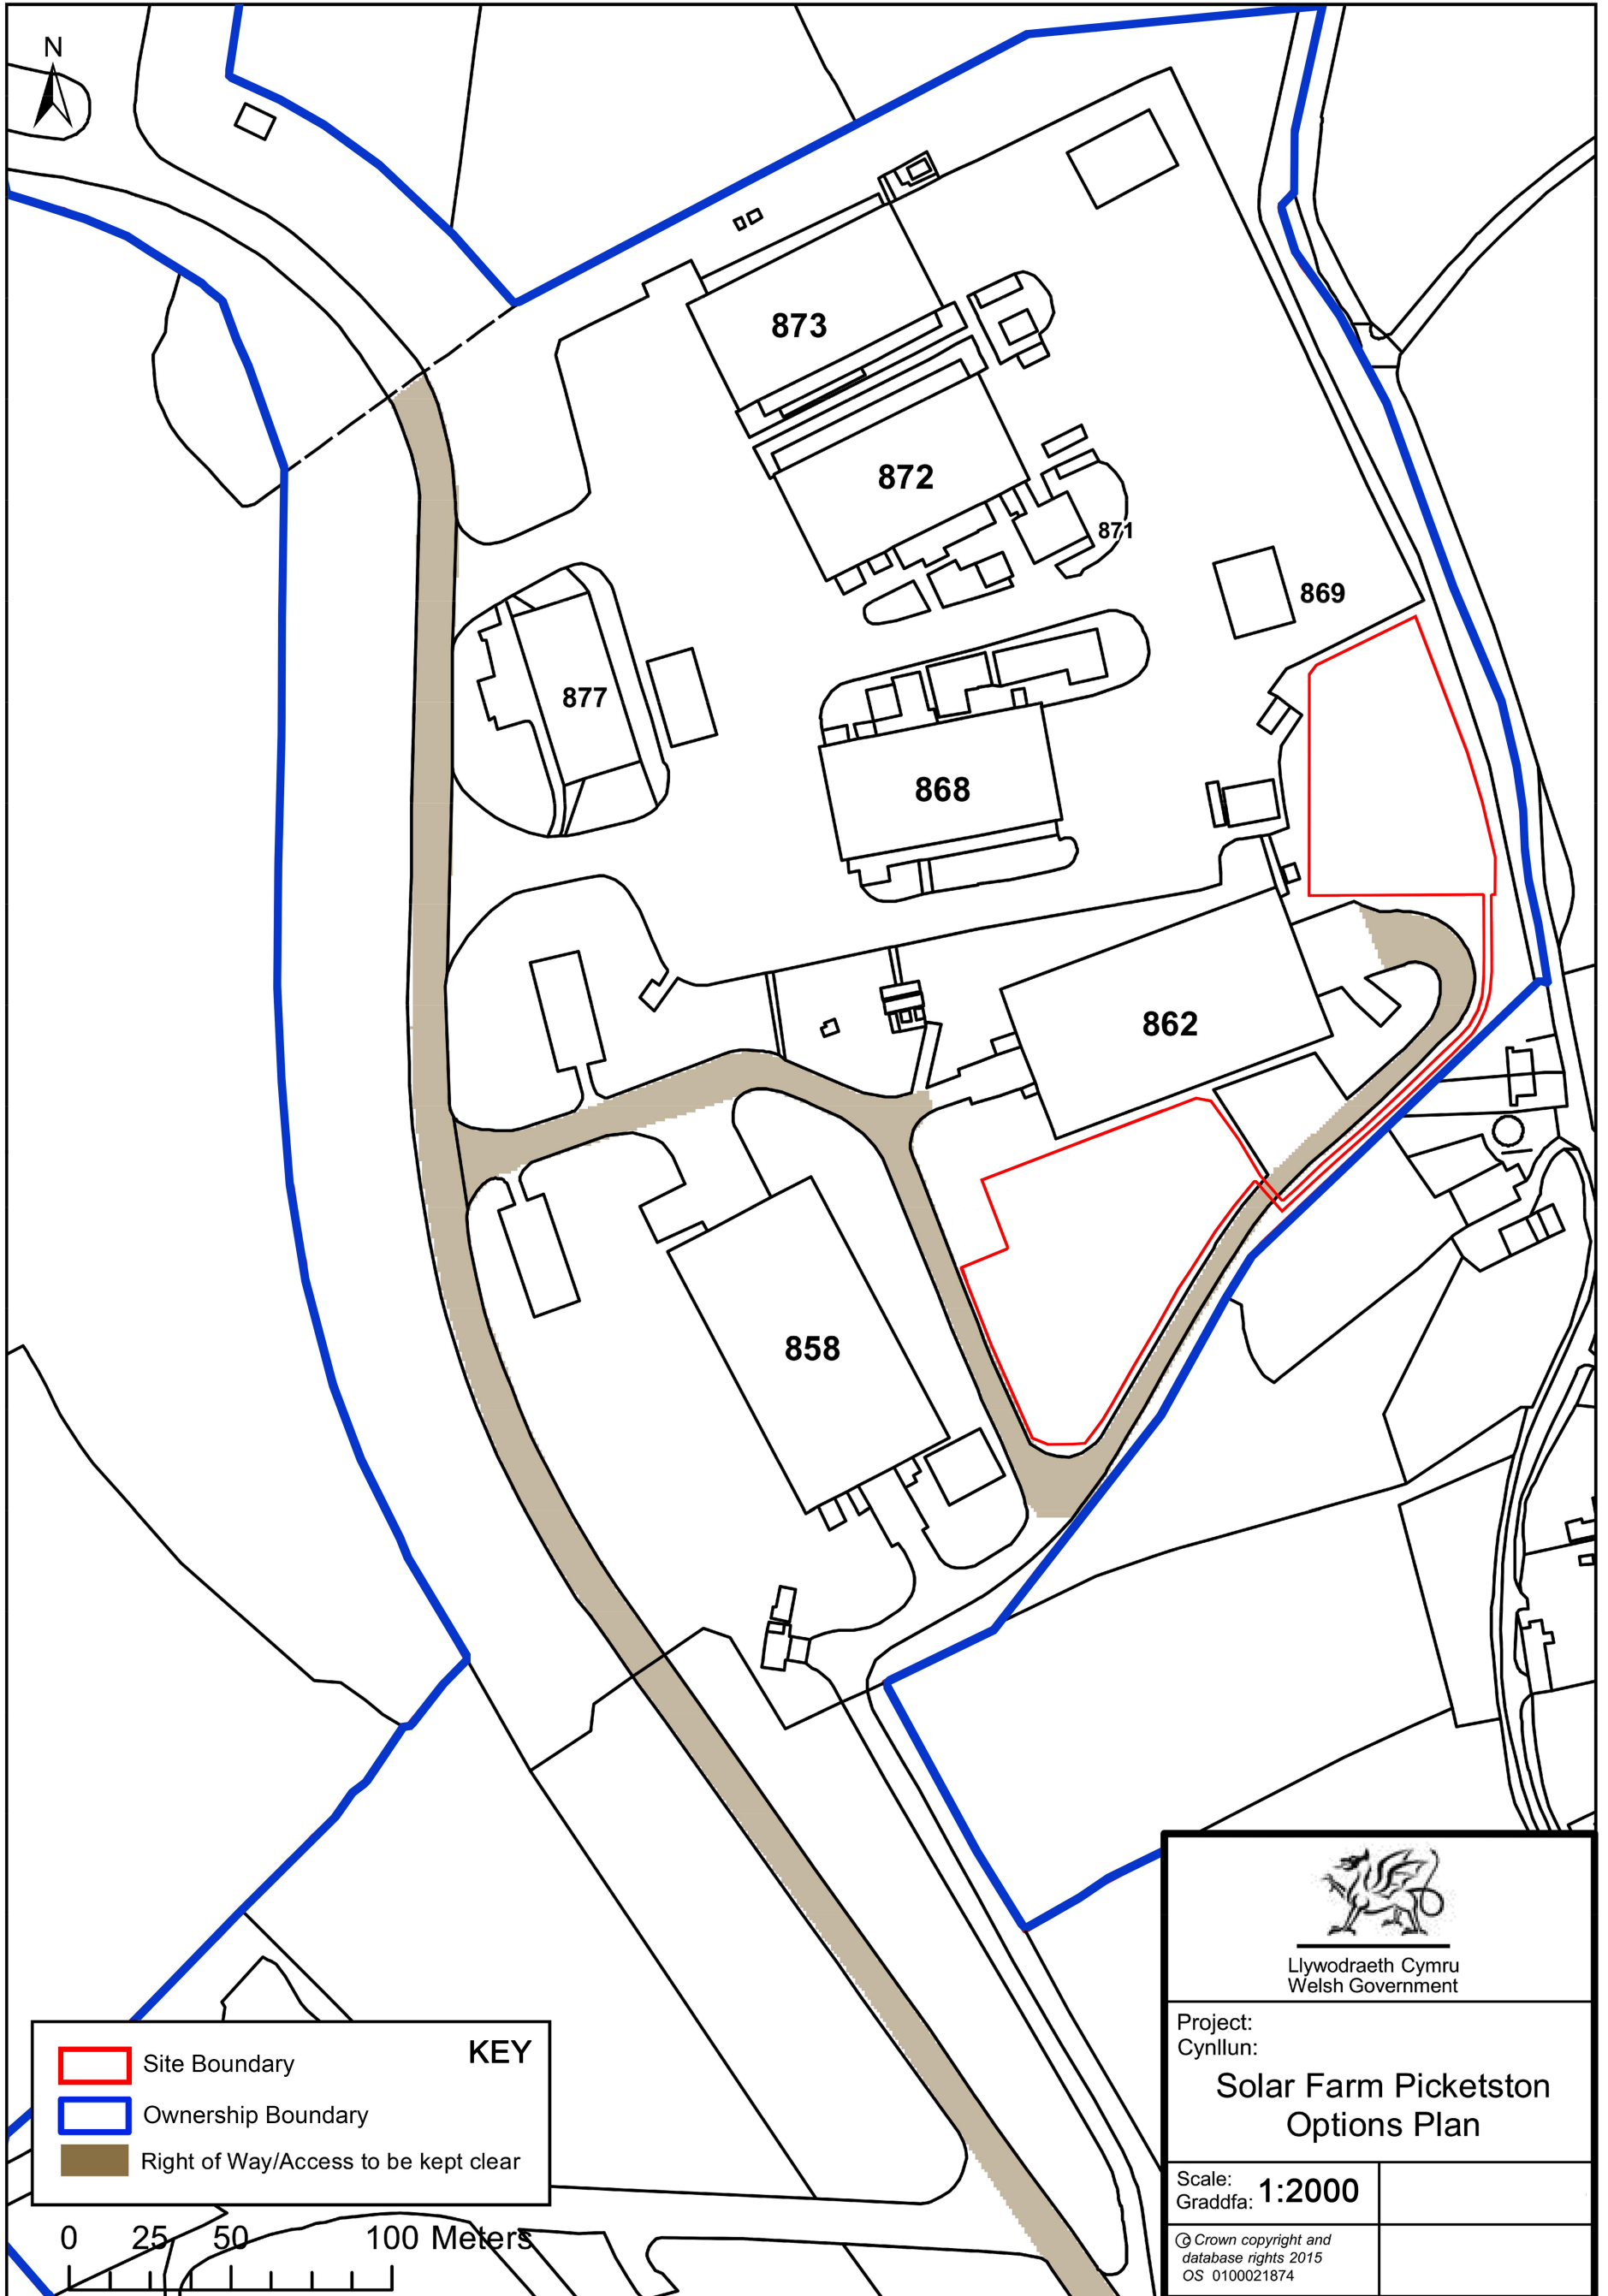 N
873
872
871
869
877
868
862
858
KEY
Site Boundary
Ownership Boundary
Right of Way/Access to be kept clear
0 25 50 100 Meters
Llywodraeth Cymru
Welsh Government
Project:
Cynllun:
Solar Farm Picketston
Options Plan
Scale:
Graddfa: 1:2000
© Crown copyright and
database rights 2015
OS 0100021874